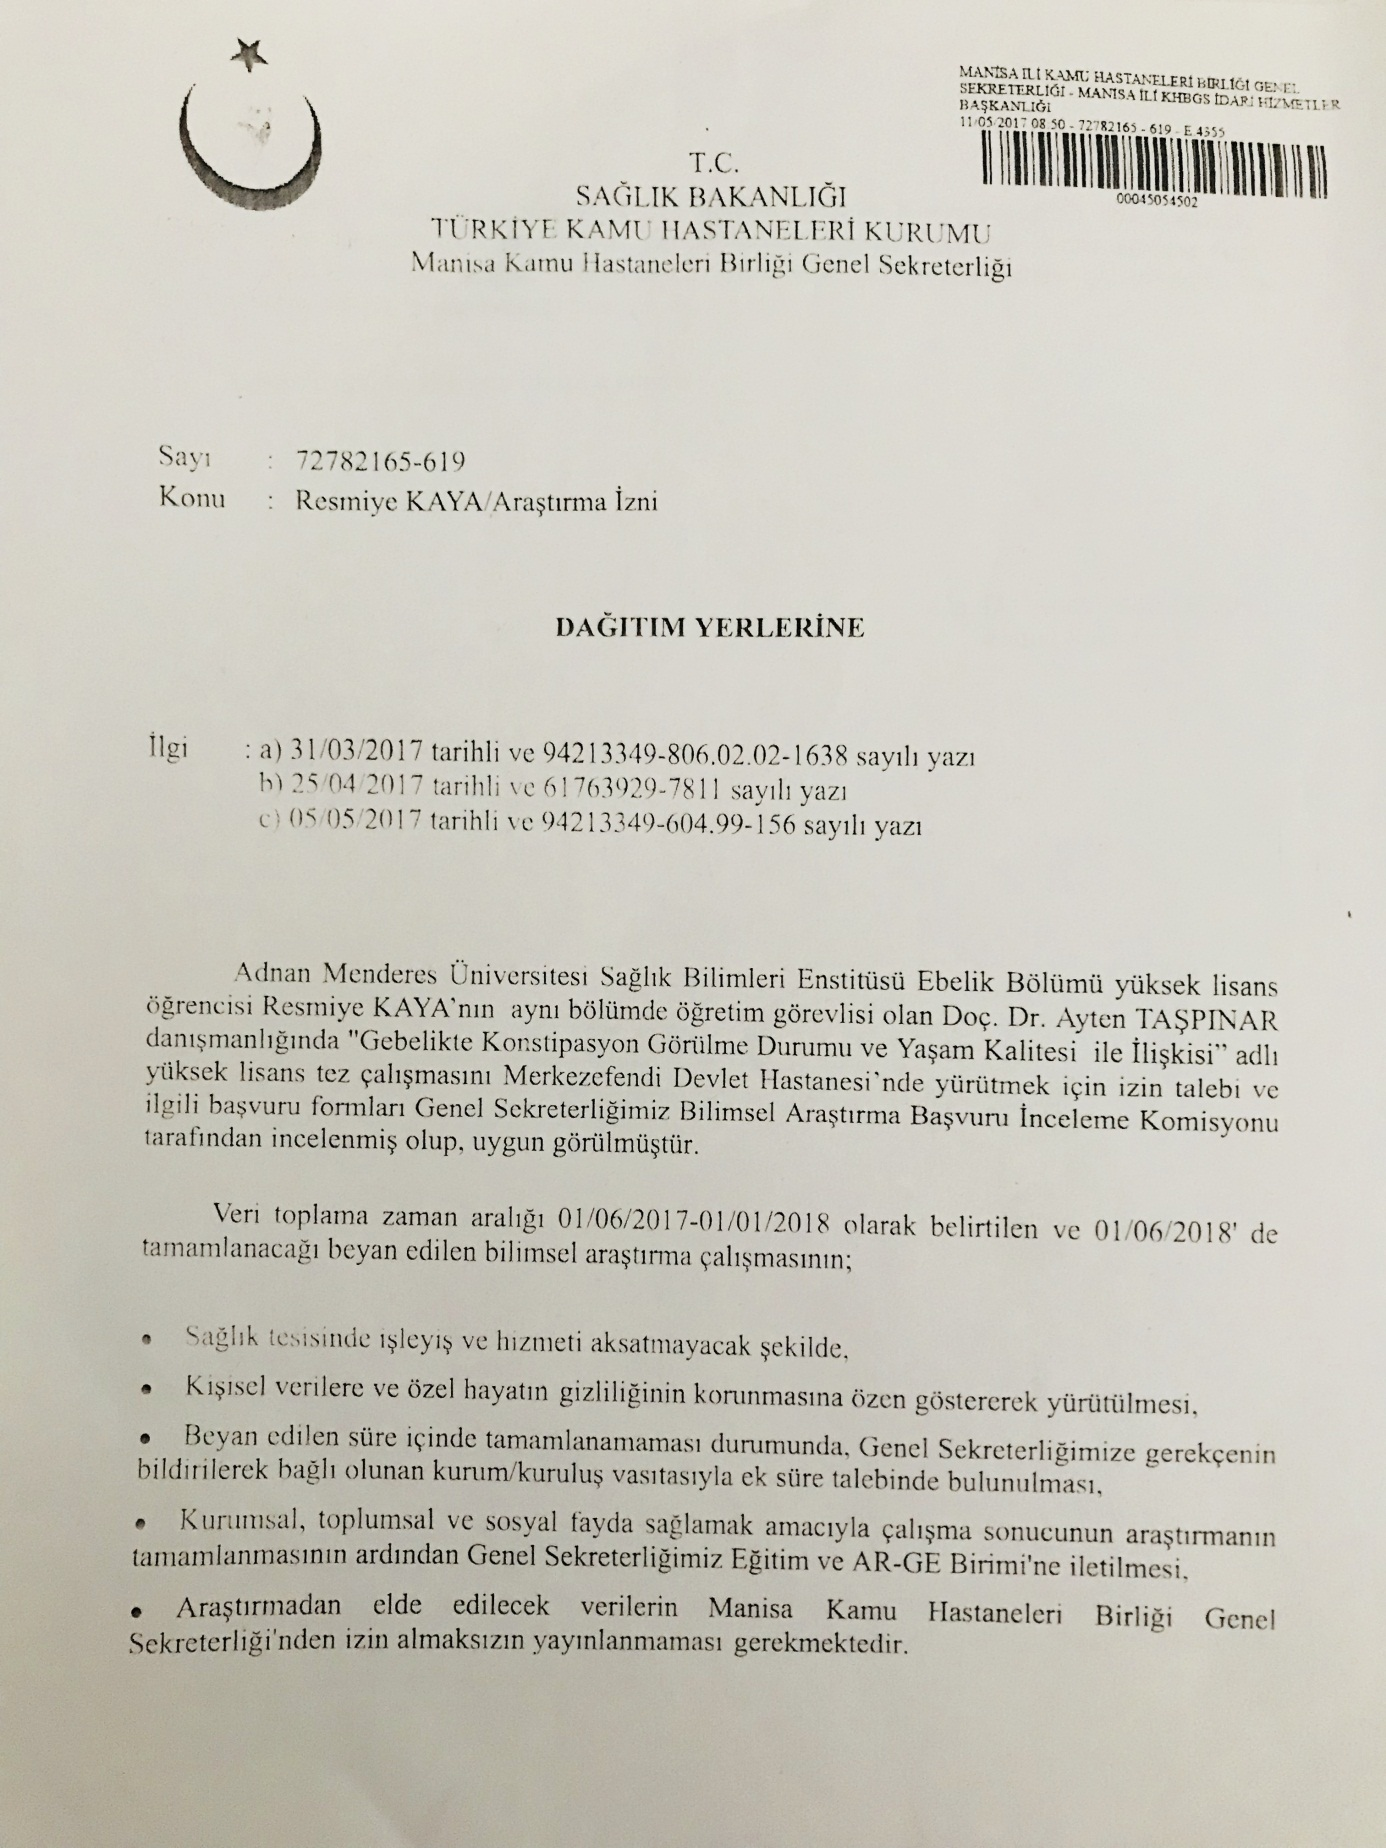 MANİSA İLİ KAMU HASTANELERİ BİRLİĞİ GENEL
SEKRETERLİĞİ - MANİSA İLİ KHBGS İDARİ HİZMETLER
BAŞKANLIĞI
11/05/2017 08:50 - 72782165 - 619 - E.4355
00045054502
T.C.
SAĞLIK BAKANLIĞI
TÜRKİYE KAMU HASTANELERİ KURUMU
Manisa Kamu Hastaneleri Birliği Genel Sekreterliği
Sayı : 72782165-619
Konu : Resmiye KAYA/Araştırma İzni
DAĞITIM YERLERİNE
İlgi : a) 31/03/2017 tarihli ve 94213349-806.02.02-1638 sayılı yazı
b) 25/04/2017 tarihli ve 61763929-7811 sayılı yazı
c) 05/05/2017 tarihli ve 94213349-604.99-156 sayılı yazı
Adnan Menderes Üniversitesi Sağlık Bilimleri Enstitüsü Ebelik Bölümü yüksek lisans
öğrencisi Resmiye KAYA`nın aynı bölümde öğretim görevlisi olan Doç. Dr. Ayten TAŞPINAR
danışmanlığında "Gebelikte Konstipasyon Görülme Durumu ve Yaşam Kalitesi ile İlişkisi” adlı
yüksek lisans tez çalışmasını Merkezefendi Devlet Hastanesi`nde yürütmek için izin talebi ve
ilgili başvuru formları Genel Sekreterliğimiz Bilimsel Araştırma Başvuru İnceleme Komisyonu
tarafından incelenmiş olup, uygun görülmüştür.
Veri toplama zaman aralığı 01/06/2017-01/01/2018 olarak belirtilen ve 01/06/2018' de
tamamlanacağı beyan edilen bilimsel araştırma çalışmasının;
• Sağlık tesisinde işleyiş ve hizmeti aksatmayacak şekilde,
• Kişisel verilere ve özel hayatın gizliliğinin korunmasına özen göstererek yürütülmesi,
• Beyan edilen süre içinde tamamlanamaması durumunda, Genel Sekreterliğimize gerekçenin
bildirilerek bağlı olunan kurum/kuruluş vasıtasıyla ek süre talebinde bulunulması,
• Kurumsal, toplumsal ve sosyal fayda sağlamak amacıyla çalışma sonucunun araştırmanın
tamamlanmasının ardından Genel Sekreterliğimiz Eğitim ve AR-GE Birimi'ne iletilmesi,
• Araştırmadan elde edilecek verilerin Manisa Kamu Hastaneleri Birliği Genel
Sekreterliği'nden izin almaksızın yayınlanmaması gerekmektedir.